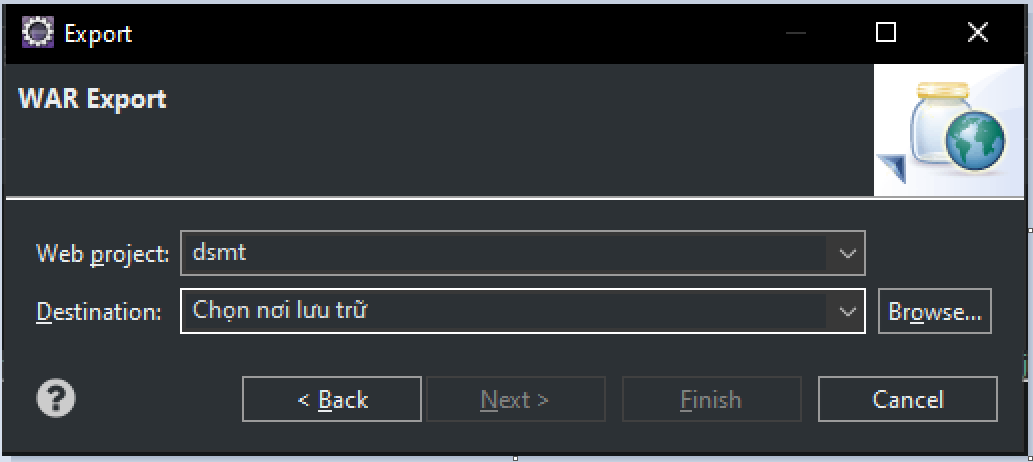 Export
WAR Export
Web project: dsmt
Destination: Chọn nơi lưu trữ Browse...
? < Back Next > Finish Cancel